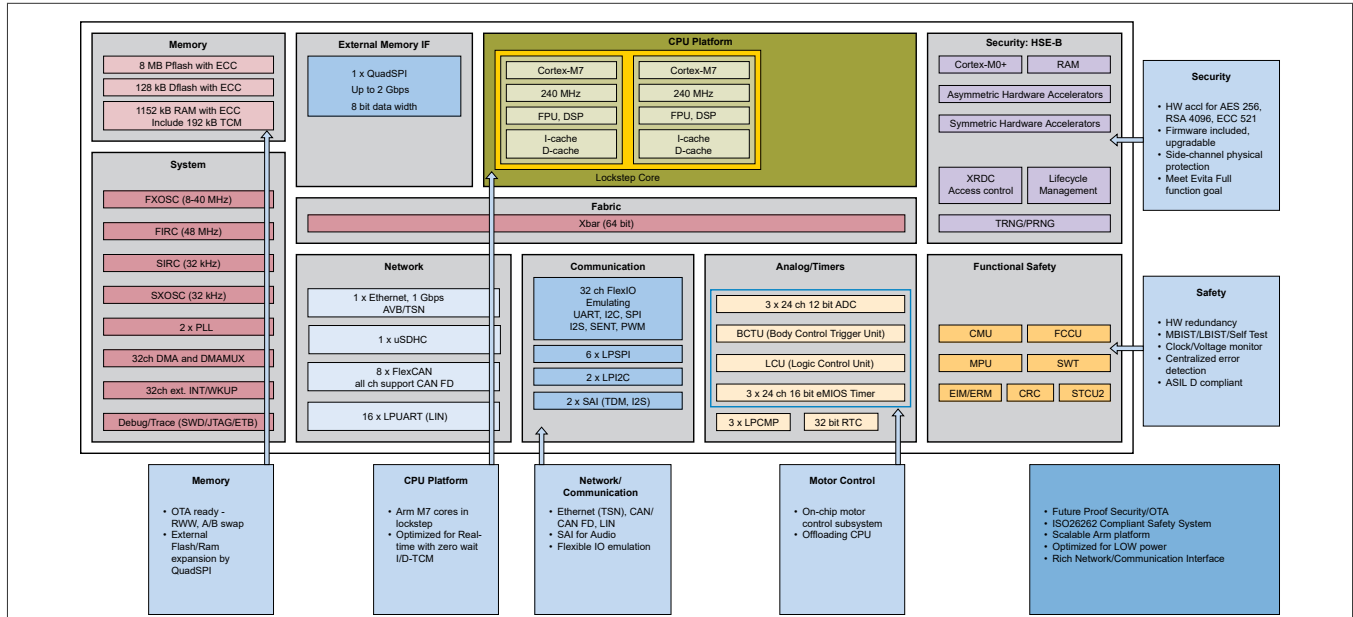 Memory
8 MB Pflash with ECC
128 kB Dflash with ECC
1152 kB RAM with ECC
Include 192 kB TCM
System
FXOSC (8-40 MHz)
FIRC (48 MHz)
SIRC (32 kHz)
SXOSC (32 kHz)
2 x PLL
32ch DMA and DMAMUX
32ch ext. INT/WKUP
Debug/Trace (SWD/JTAG/ETB)
External Memory IF
1 x QuadSPI
Up to 2 Gbps
8 bit data width
CPU Platform
Cortex-M7
240 MHz
FPU, DSP
I-cache
D-cache
Cortex-M7
240 MHz
FPU, DSP
I-cache
D-cache
Lockstep Core
Fabric
Xbar (64 bit)
Security: HSE-B
Cortex-M0+
RAM
Asymmetric Hardware Accelerators
Symmetric Hardware Accelerators
XRDC
Access control
Lifecycle
Management
TRNG/PRNG
Network
1 x Ethernet, 1 Gbps
AVB/TSN
1 x uSDHC
8 x FlexCAN
all ch support CAN FD
16 x LPUART (LIN)
Communication
32 ch FlexIO
Emulating
UART, I2C, SPI
I2S, SENT, PWM
6 x LPSPI
2 x LPI2C
2 x SAI (TDM, I2S)
Analog/Timers
3 x 24 ch 12 bit ADC
BCTU (Body Control Trigger Unit)
LCU (Logic Control Unit)
3 x 24 ch 16 bit eMIOS Timer
3 x LPCMP
32 bit RTC
Functional Safety
CMU
FCCU
MPU
SWT
EIM/ERM
CRC
STCU2
Security
• HW accl for AES 256,
RSA 4096, ECC 521
• Firmware included,
upgradable
• Side-channel physical
protection
• Meet Evita Full
function goal
Safety
• HW redundancy
• MBIST/LBIST/Self Test
• Clock/Voltage monitor
• Centralized error
detection
• ASIL D compliant
Memory
• OTA ready -
RWW, A/B swap
• External
Flash/Ram
expansion by
QuadSPI
CPU Platform
• Arm M7 cores in
lockstep
• Optimized for Real-
time with zero wait
I/D-TCM
Network/
Communication
• Ethernet (TSN), CAN/
CAN FD, LIN
• SAI for Audio
• Flexible IO emulation
Motor Control
• On-chip motor
control subsystem
• Offloading CPU
• Future Proof Security/OTA
• ISO26262 Compliant Safety System
• Scalable Arm platform
• Optimized for LOW power
• Rich Network/Communication Interface